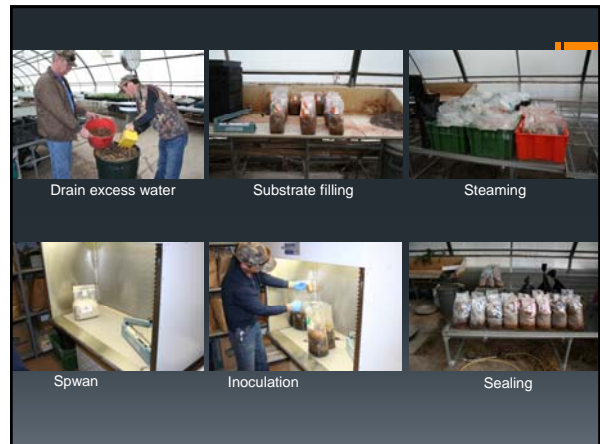 Drain excess water
Substrate filling
Steaming
Spwan
Inoculation
Sealing